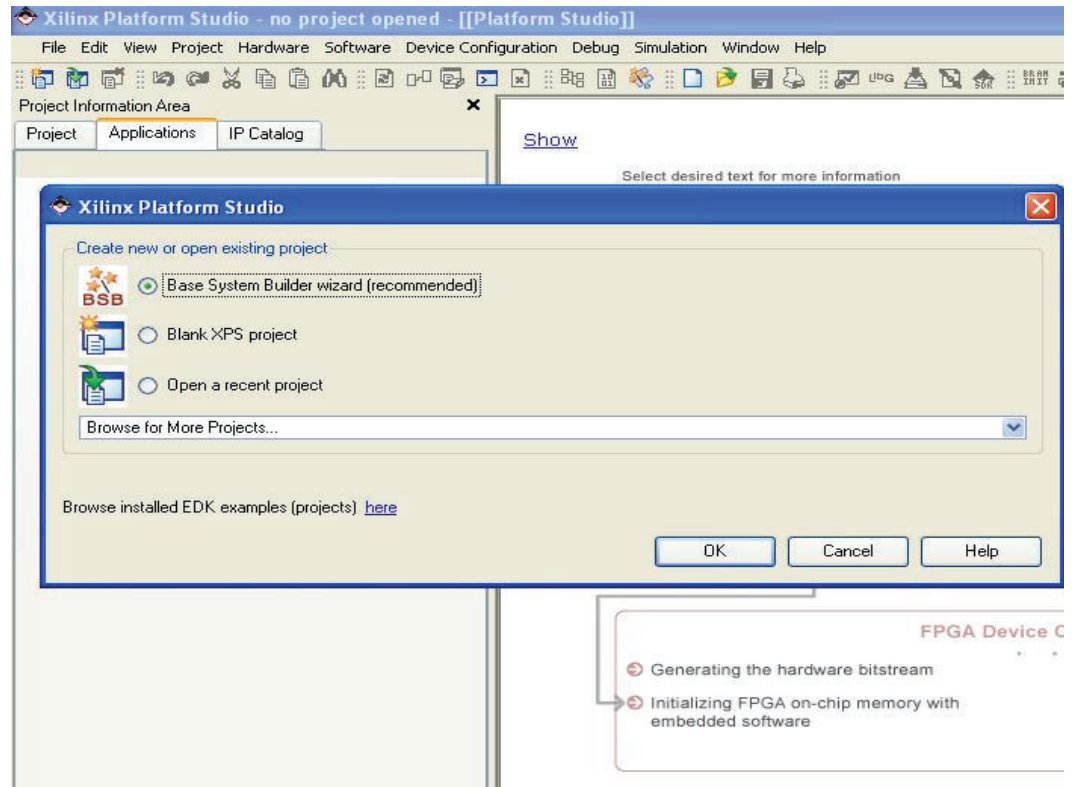 Xilinx Platform Studio - no project opened - [[Platform Studio]]
File Edit View Project Hardware Software Device Configuration Debug Simulation Window Help
Project Information Area
Project Applications IP Catalog
Show
Select desired text for more information
Xilinx Platform Studio
Create new or open existing project
BSB
Base System Builder wizard (recommended)
Blank XPS project
Open a recent project
Browse for More Projects...
Browse installed EDK examples (projects) here
OK Cancel Help
FPGA Device C
Generating the hardware bitstream
Initializing FPGA on-chip memory with
embedded software